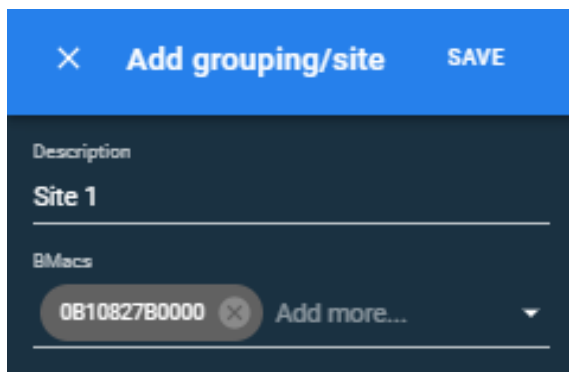 Add grouping/site SAVE
Description
Site 1
BMacs
0B10827B0000 Add more...